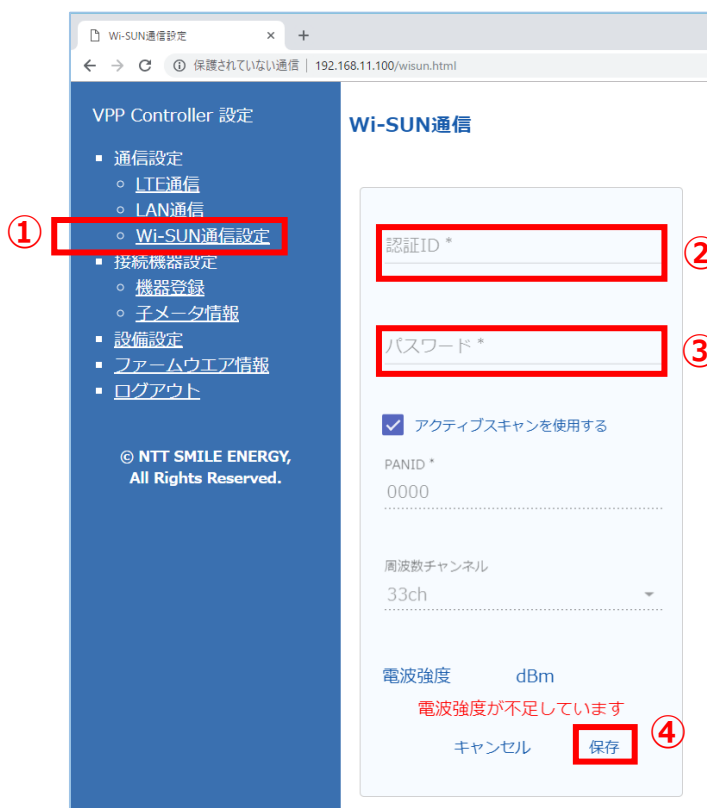 Wi-SUN通信設定
保護されていない通信 | 192.168.11.100/wisun.html
VPP Controller 設定
■ 通信設定
○ LTE通信
○ LAN通信
① ○ Wi-SUN通信設定
■ 接続機器設定
○ 機器登録
○ 子メータ情報
■ 設備設定
■ ファームウエア情報
■ ログアウト
© NTT SMILE ENERGY,
All Rights Reserved.
Wi-SUN通信
認証ID * ②
パスワード * ③
アクティブスキャンを使用する
PANID *
0000
周波数チャンネル
33ch
電波強度 dBm
電波強度が不足しています
キャンセル 保存 ④